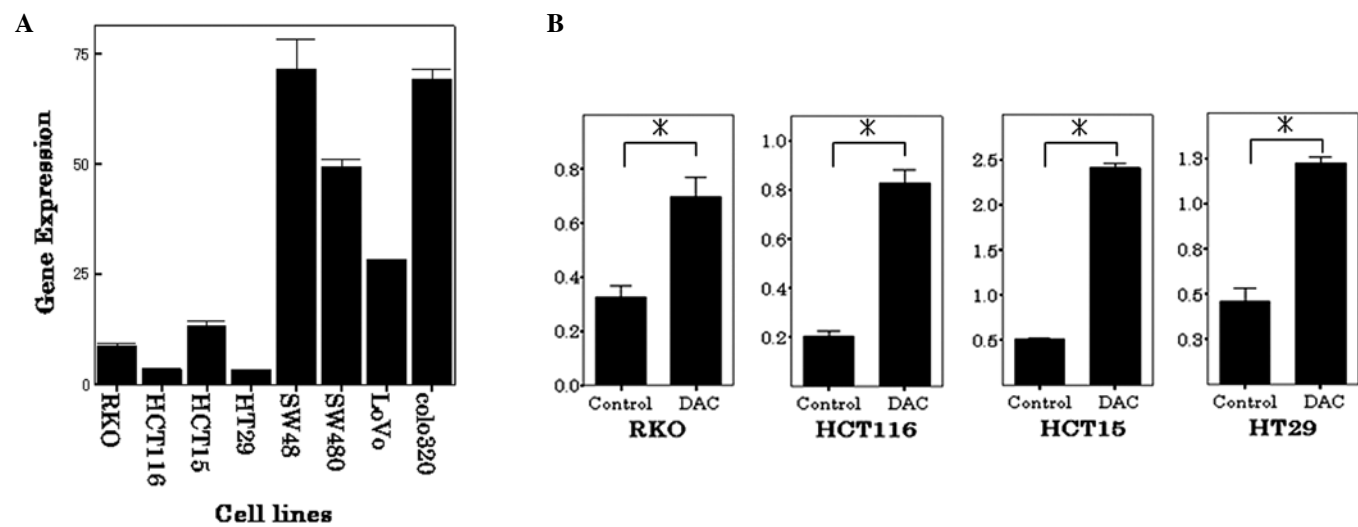 A
Gene Expression
75
50
25
0
RKO
HCT116
HCT15
HT29
SW48
SW480
LoVo
colo320
Cell lines
B
0.8
0.6
0.4
0.2
0.0
Control DAC
RKO
*
1.0
0.8
0.6
0.4
0.2
Control DAC
HCT116
*
2.5
2.0
1.5
1.0
0.5
Control DAC
HCT15
*
1.3
1.0
0.8
0.5
0.3
Control DAC
HT29
*